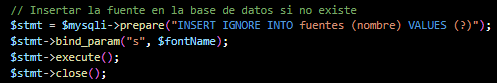 // Insertar la fuente en la base de datos si no existe
$stmt = $mysqli->prepare("INSERT IGNORE INTO fuentes (nombre) VALUES (?)");
$stmt->bind_param("s", $fontName);
$stmt->execute();
$stmt->close();